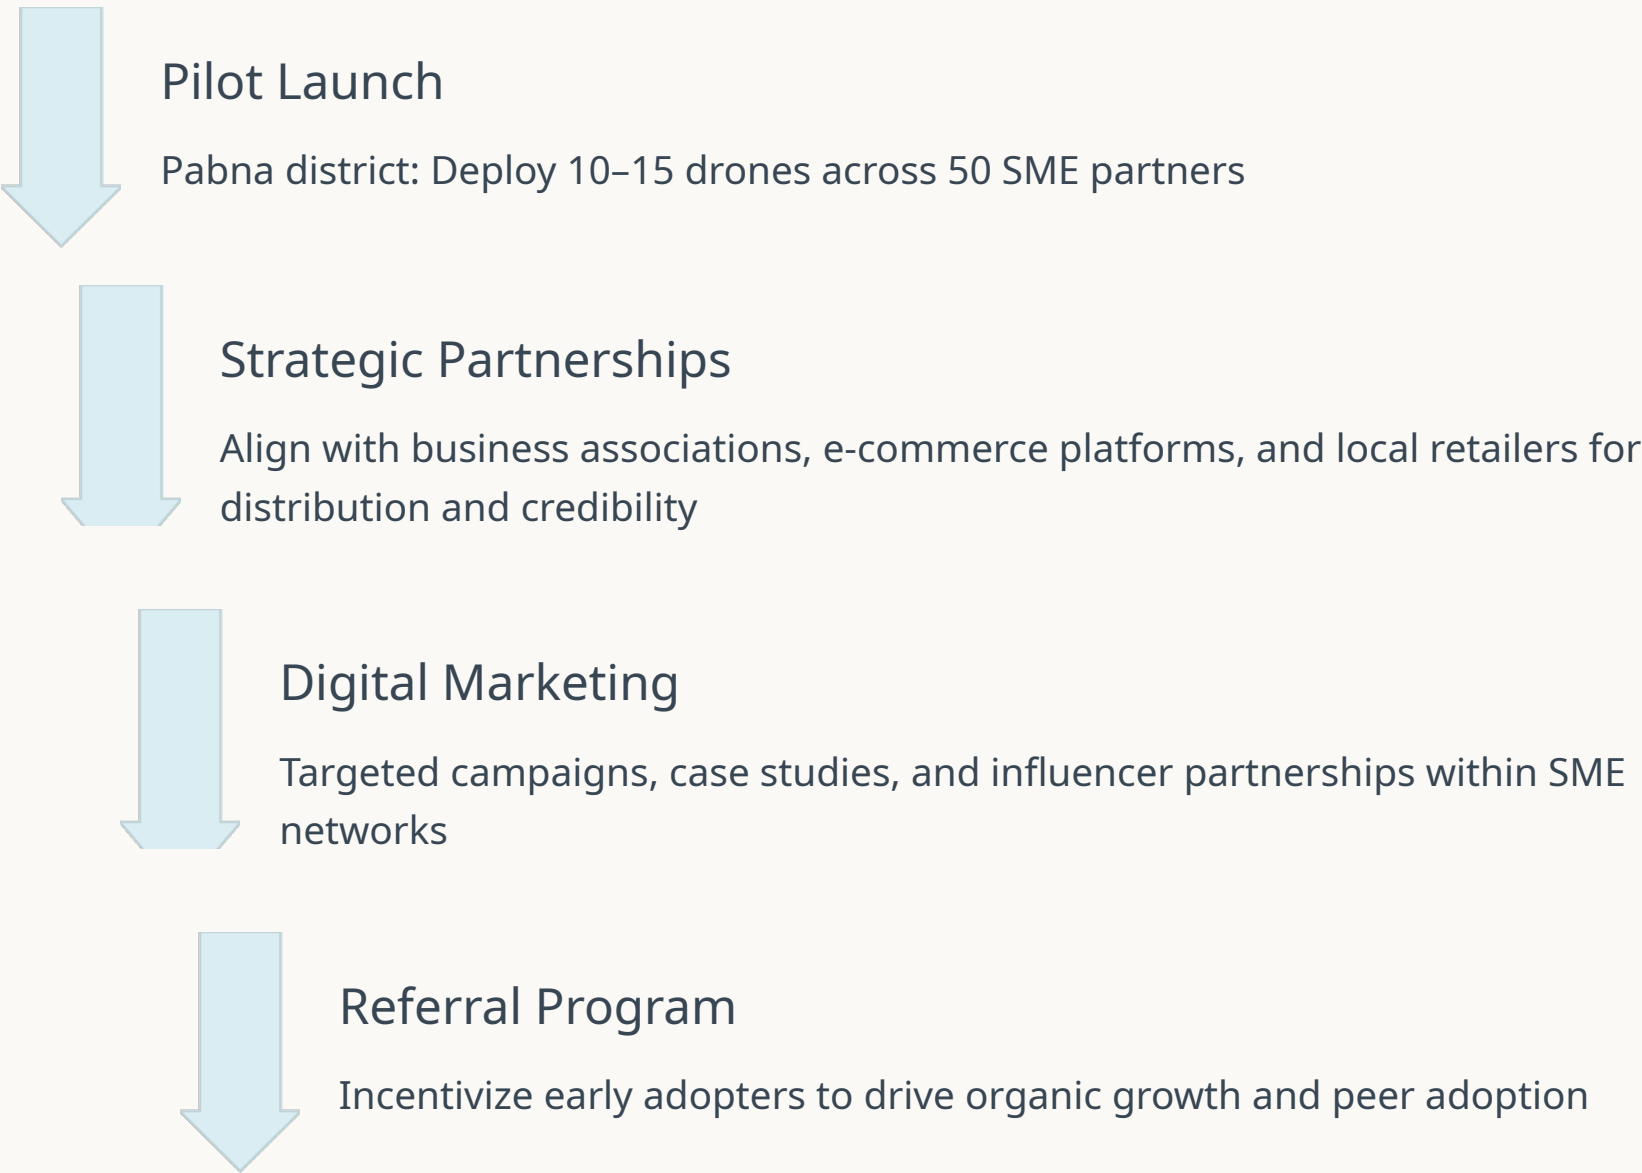 Pilot Launch
Pabna district: Deploy 10–15 drones across 50 SME partners
Strategic Partnerships
Align with business associations, e-commerce platforms, and local retailers for
distribution and credibility
Digital Marketing
Targeted campaigns, case studies, and influencer partnerships within SME
networks
Referral Program
Incentivize early adopters to drive organic growth and peer adoption